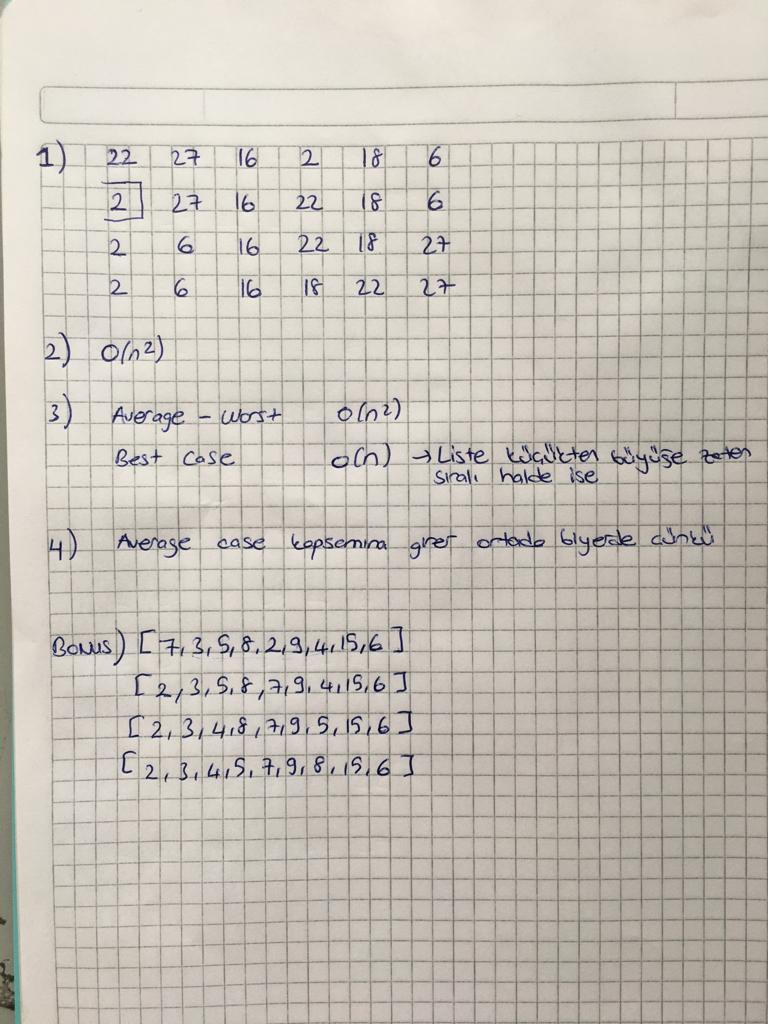 1) 22 27 16 2 18 6
2 27 16 22 18 6
2 6 16 22 18 27
2 6 16 18 22 27
2) O(n²)
3) Average - Worst O(n²)
Best case O(n) → Liste küçükten büyüğe zaten
sıralı halde ise
4) Average case kapsamına girer ortada biyerde çünkü
BONUS) [7,3,5,8,2,9,4,15,6]
[2,3,5,8,7,9,4,15,6]
[2,3,4,8,7,9,5,15,6]
[2,3,4,5,7,9,8,15,6]